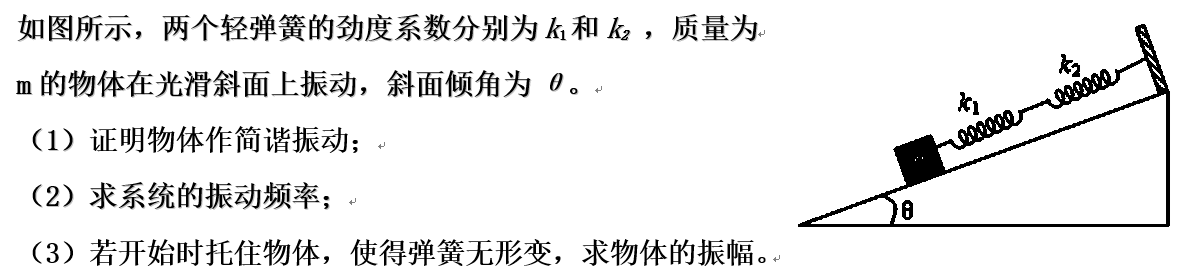 如图所示，两个轻弹簧的劲度系数分别为 k₁和 k₂ ，质量为
m 的物体在光滑斜面上振动，斜面倾角为 θ。
（1）证明物体作简谐振动；
（2）求系统的振动频率；
（3）若开始时托住物体，使得弹簧无形变，求物体的振幅。
k₂
k₁
θ